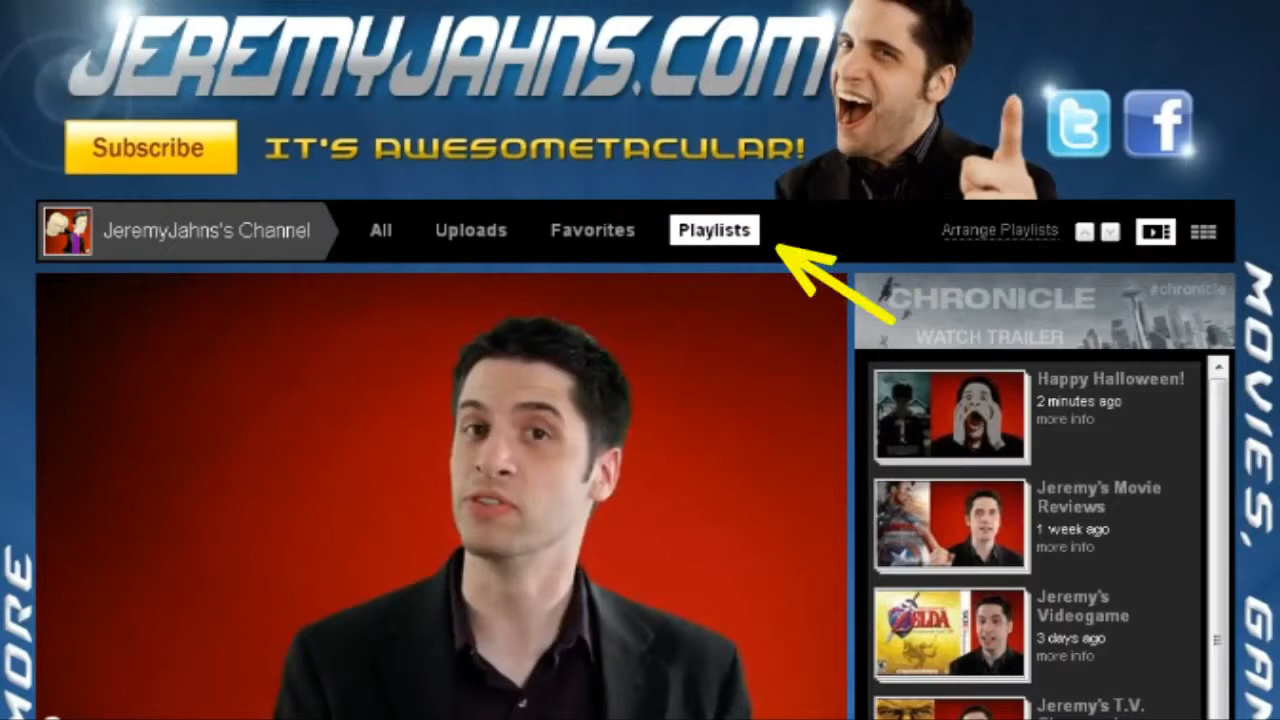 JEREMYJAHNS.COM
Subscribe
IT'S AWESOMETACULAR!
JeremyJahns's Channel
All
Uploads
Favorites
Playlists
Arrange Playlists
CHRONICLE
#chronicle
WATCH TRAILER
Happy Halloween!
2 minutes ago
more info
Jeremy's Movie
Reviews
1 week ago
more info
ZELDA
Jeremy's
Videogame
3 days ago
more info
Jeremy's T.V.
MORE
MOVIES,